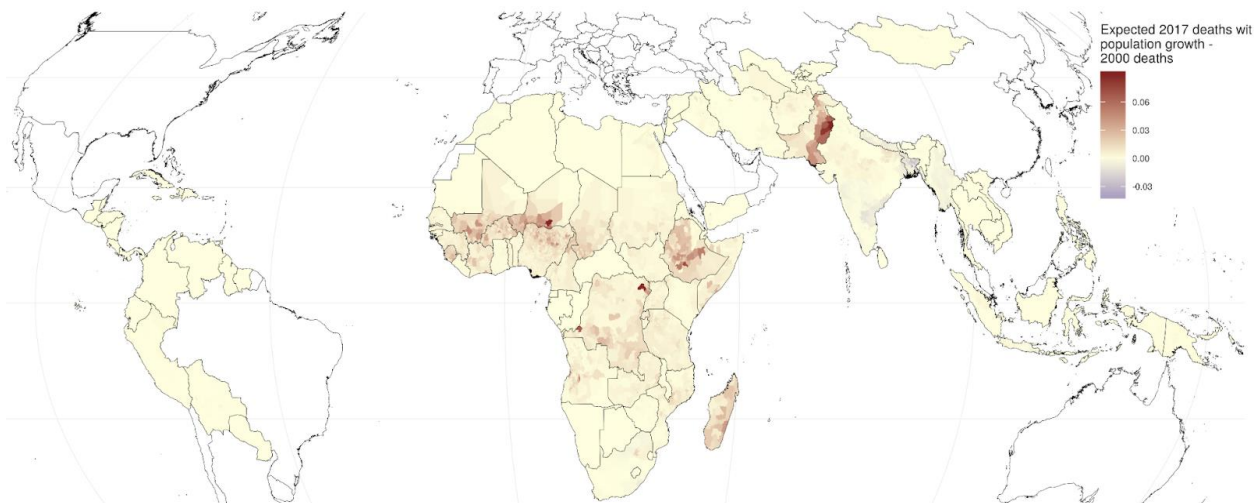 Expected 2017 deaths wit
population growth -
2000 deaths
0.06
0.03
0.00
-0.03